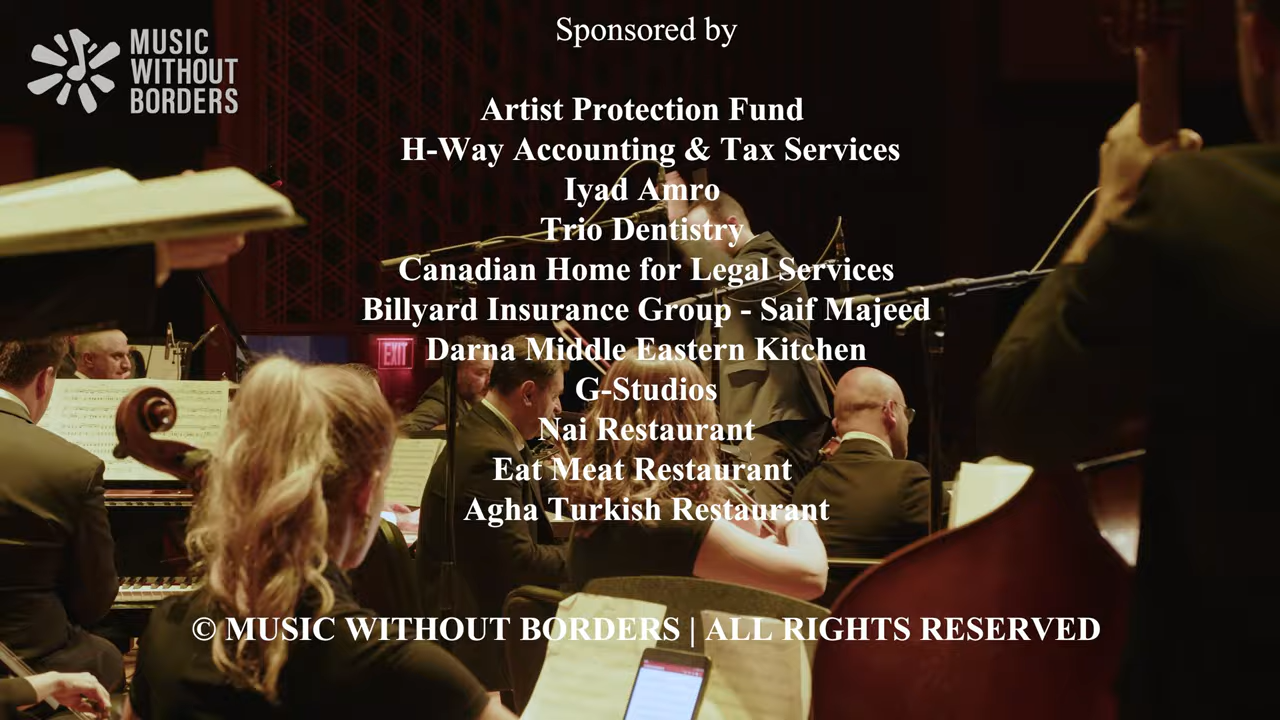 MUSIC
WITHOUT
BORDERS
Sponsored by
Artist Protection Fund
H-Way Accounting & Tax Services
Iyad Amro
Trio Dentistry
Canadian Home for Legal Services
Billyard Insurance Group - Saif Majeed
Darna Middle Eastern Kitchen
EXIT
G-Studios
Nai Restaurant
Eat Meat Restaurant
Agha Turkish Restaurant
© MUSIC WITHOUT BORDERS | ALL RIGHTS RESERVED